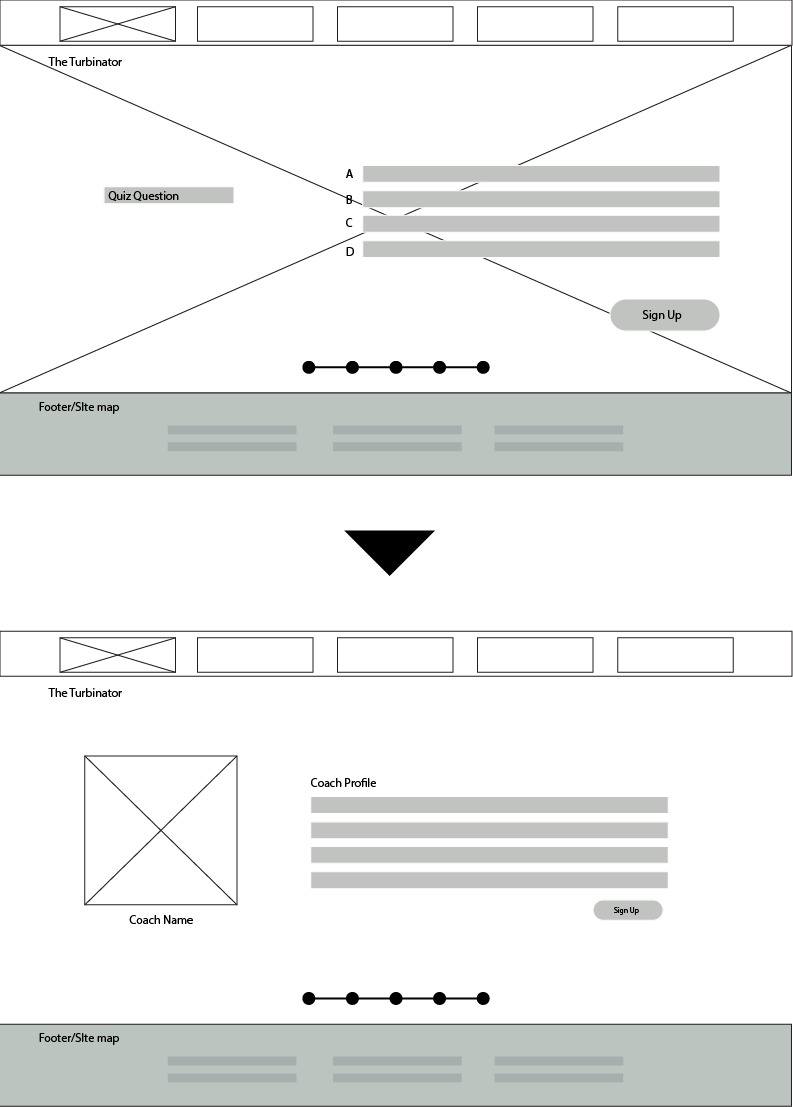 The Turbinator
Quiz Question
A
B
C
D
Sign Up
Footer/SIte map
The Turbinator
Coach Profile
Sign Up
Coach Name
Footer/SIte map